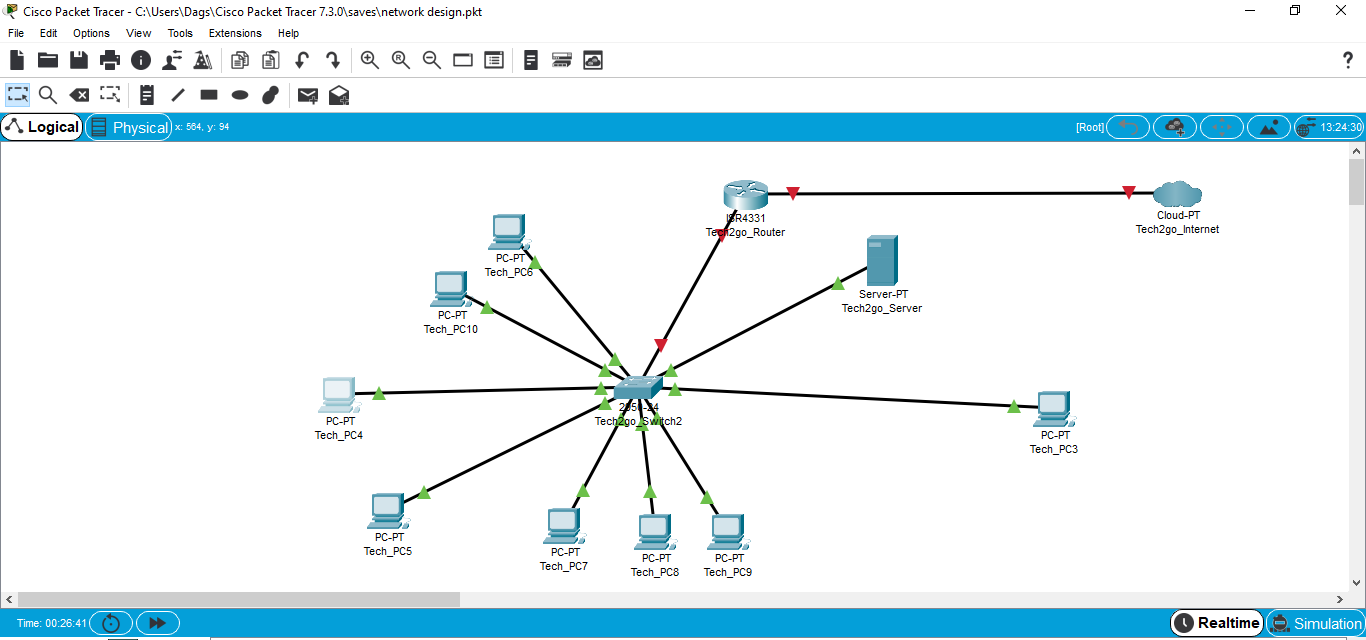 Cisco Packet Tracer - C:\Users\Dags\Cisco Packet Tracer 7.3.0\saves\network design.pkt
File Edit Options View Tools Extensions Help
Logical Physical x: 564, y: 94 [Root] 13:24:30
ISR4331
Tech2go_Router
Cloud-PT
Tech2go_Internet
PC-PT
Tech_PC6
Server-PT
Tech2go_Server
PC-PT
Tech_PC10
2950-24
Tech2go_Switch2
PC-PT
Tech_PC4
PC-PT
Tech_PC3
PC-PT
Tech_PC5
PC-PT
Tech_PC7
PC-PT
Tech_PC8
PC-PT
Tech_PC9
Time: 00:26:41 Realtime Simulation